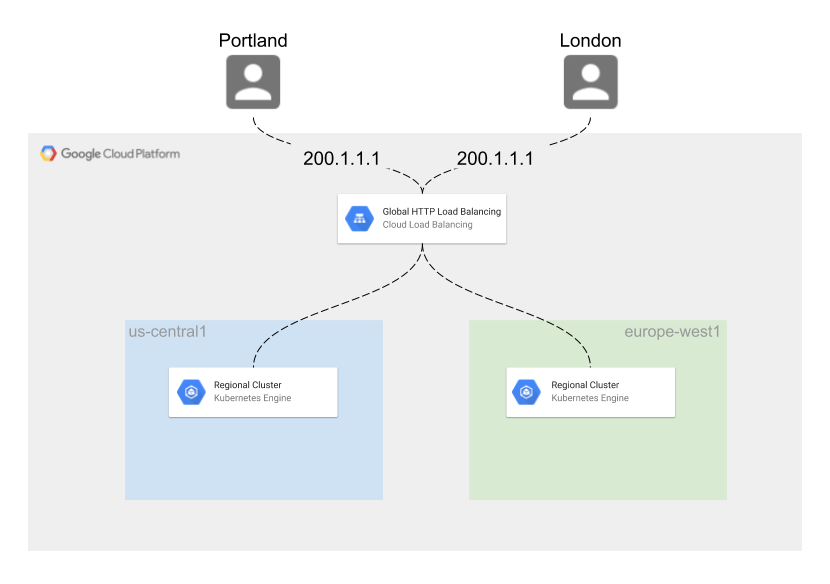 Portland
London
Google Cloud Platform
200.1.1.1
200.1.1.1
Global HTTP Load Balancing
Cloud Load Balancing
us-central1
europe-west1
Regional Cluster
Kubernetes Engine
Regional Cluster
Kubernetes Engine